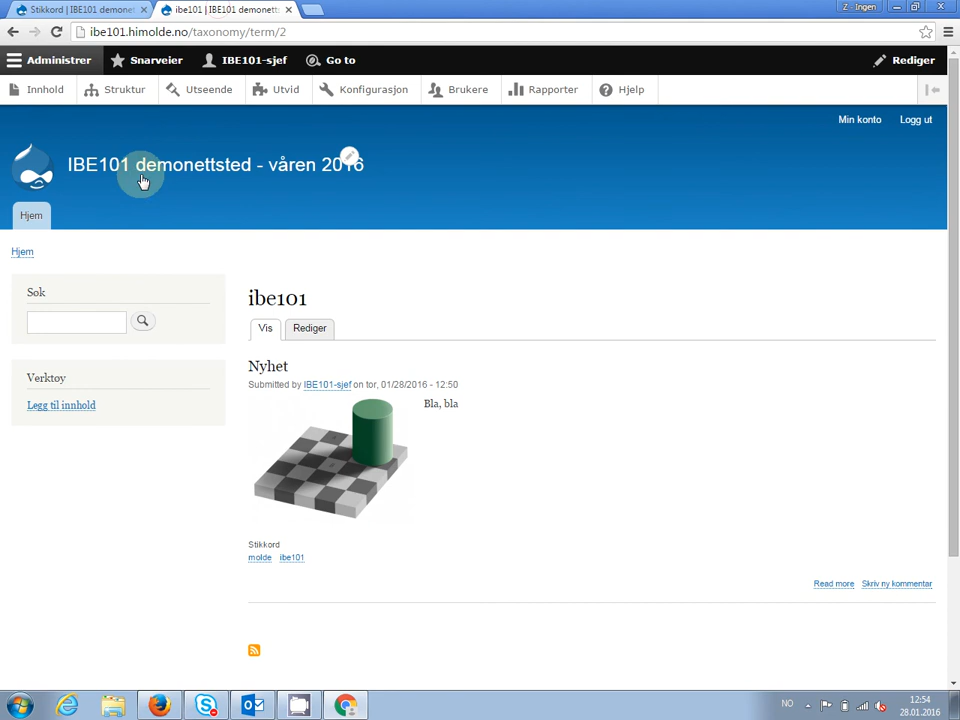 Stikkord | IBE101 demonet
ibe101 | IBE101 demonett
Z - Ingen
ibe101.himolde.no/taxonomy/term/2
Administrer
Snarveier
IBE101-sjef
Go to
Rediger
Innhold
Struktur
Utseende
Utvid
Konfigurasjon
Brukere
Rapporter
Hjelp
Min konto
Logg ut
IBE101 demonettsted - våren 2016
Hjem
Hjem
Søk
ibe101
Vis
Rediger
Verktøy
Legg til innhold
Nyhet
Submitted by IBE101-sjef on tor, 01/28/2016 - 12:50
Bla, bla
Stikkord
molde ibe101
Read more
Skriv ny kommentar
NO
12:54
28.01.2016